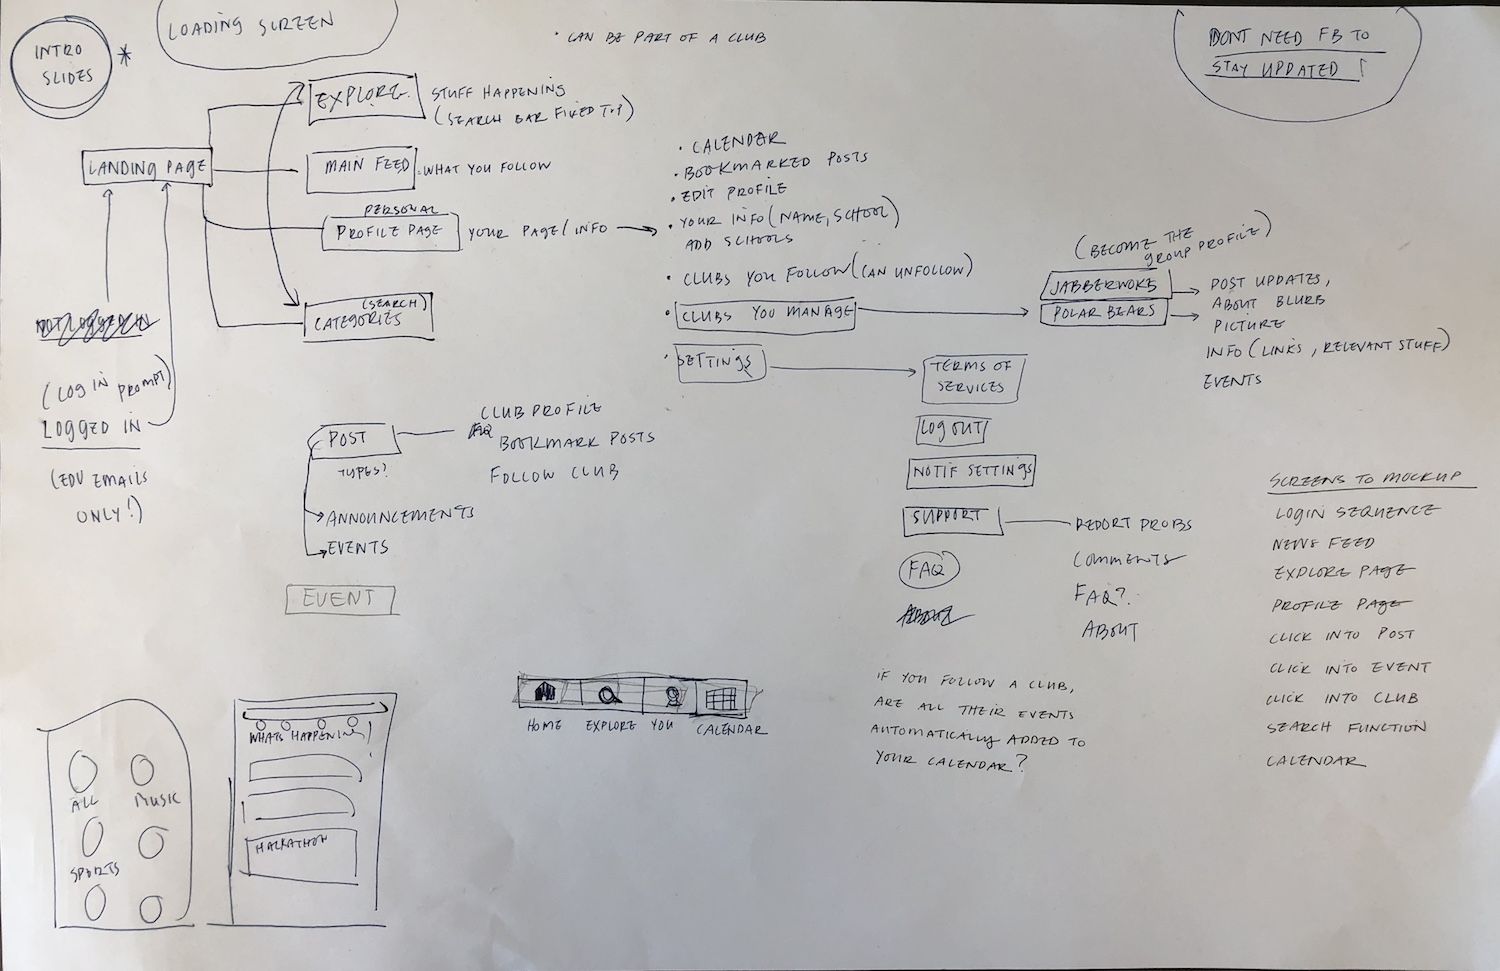 INTRO
SLIDES
*
LOADING SCREEN
• CAN BE PART OF A CLUB
DONT NEED FB TO
STAY UPDATED!
EXPLORE
STUFF HAPPENING
(SEARCH BAR FIXED TOP)
LANDING PAGE
MAIN FEED
WHAT YOU FOLLOW
PERSONAL
PROFILE PAGE
YOUR PAGE/INFO
(SEARCH)
CATEGORIES
• CALENDAR
• BOOKMARKED POSTS
• EDIT PROFILE
• YOUR INFO (NAME, SCHOOL)
ADD SCHOOLS
• CLUBS YOU FOLLOW (CAN UNFOLLOW)
• CLUBS YOU MANAGE
• SETTINGS
(BECOME THE
GROUP PROFILE)
JABBERWOKS
POLAR BEARS
POST UPDATES,
ABOUT BLURB
PICTURE
INFO (LINKS, RELEVANT STUFF)
EVENTS
NOT LOGGED IN
(LOG IN PROMPT)
LOGGED IN
(EDU EMAILS
ONLY!)
POST
TYPES?
CLUB PROFILE
FAQ
BOOKMARK POSTS
FOLLOW CLUB
ANNOUNCEMENTS
EVENTS
EVENT
TERMS OF
SERVICES
LOGOUT
NOTIF SETTINGS
SUPPORT
FAQ
ABOUT
REPORT PROBS
COMMENTS
FAQ?
ABOUT
SCREENS TO MOCKUP
LOGIN SEQUENCE
NEWS FEED
EXPLORE PAGE
PROFILE PAGE
CLICK INTO POST
CLICK INTO EVENT
CLICK INTO CLUB
SEARCH FUNCTION
CALENDAR
IF YOU FOLLOW A CLUB,
ARE ALL THEIR EVENTS
AUTOMATICALLY ADDED TO
YOUR CALENDAR?
HOME
EXPLORE
YOU
CALENDAR
ALL
MUSIC
SPORTS
WHATS HAPPENING!
HACKATHON